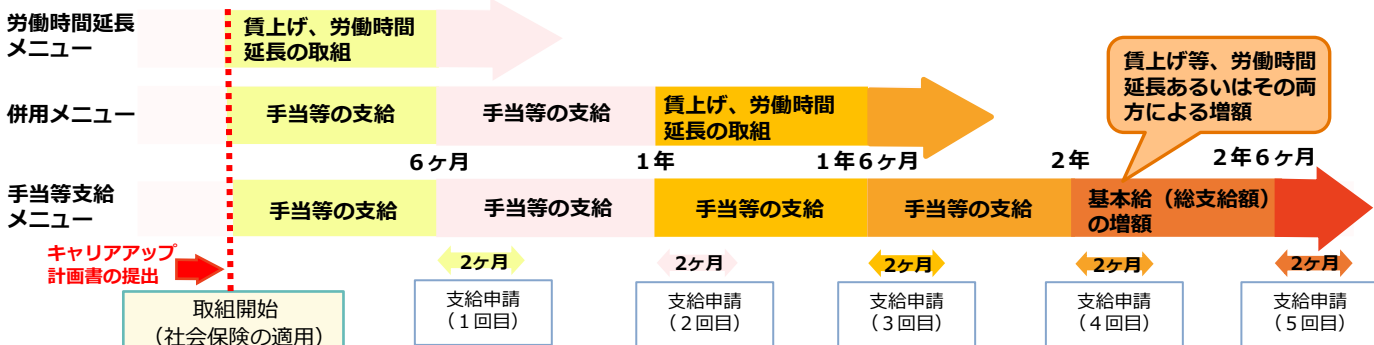 労働時間延長
メニュー
賃上げ、労働時間
延長の取組
賃上げ等、労働時間
延長あるいはその両
方による増額
併用メニュー
手当等の支給
手当等の支給
賃上げ、労働時間
延長の取組
6ヶ月
1年
1年6ヶ月
2年
2年6ヶ月
手当等支給
メニュー
手当等の支給
手当等の支給
手当等の支給
手当等の支給
基本給（総支給額）
の増額
キャリアアップ
計画書の提出
2ヶ月
2ヶ月
2ヶ月
2ヶ月
2ヶ月
取組開始
（社会保険の適用）
支給申請
（1回目）
支給申請
（2回目）
支給申請
（3回目）
支給申請
（4回目）
支給申請
（5回目）